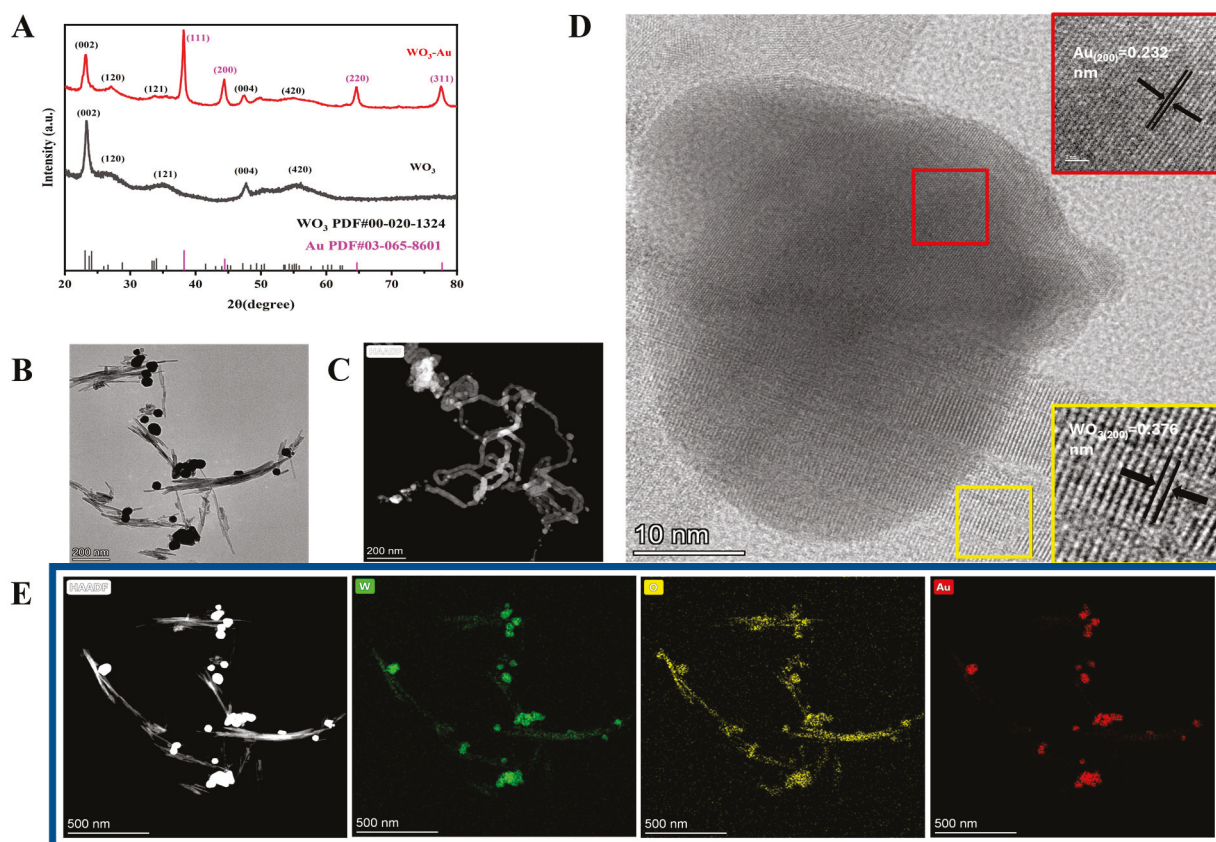 A
(111)
(002)
WO₃-Au
(200)
(220)
(311)
(120)
(121)
(004)
(420)
(002)
(120)
(121)
(004)
(420)
WO₃
Intensity (a.u.)
WO₃ PDF#00-020-1324
Au PDF#03-065-8601
20 30 40 50 60 70 80
2θ(degree)
B
200 nm
C
HAADF
200 nm
D
Au(200)=0.232
nm
WO3(200)=0.376
nm
10 nm
E
HAADF
500 nm
W
500 nm
O
500 nm
Au
500 nm